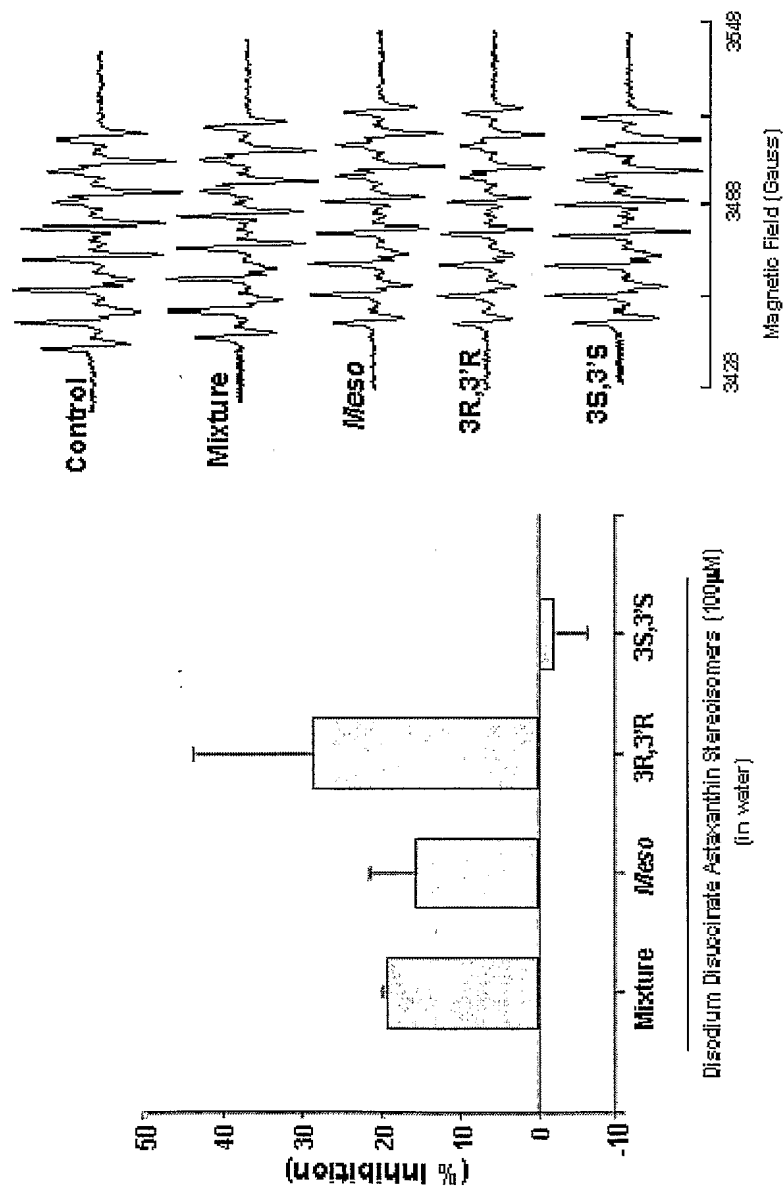 (% Inhibition)
50
40
30
20
10
0
-10
Mixture
Meso
3R,3'R
3S,3'S
Disodium Disuccinate Astaxanthin Stereoisomers (100µM)
(in water)
Control
Mixture
Meso
3R,3'R
3S,3'S
3428
3488
3548
Magnetic Field (Gauss)